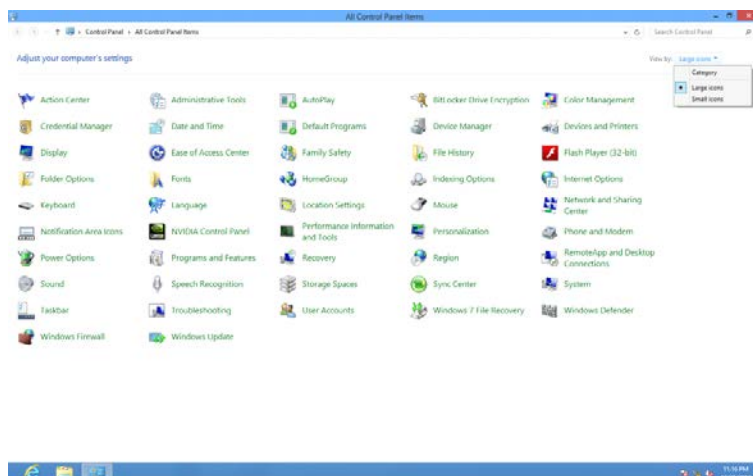 All Control Panel Items
Control Panel ▸ All Control Panel Items
Search Control Panel
Adjust your computer's settings
View by: Large icons
Category
Large icons
Small icons
Action Center
Administrative Tools
AutoPlay
BitLocker Drive Encryption
Color Management
Credential Manager
Date and Time
Default Programs
Device Manager
Devices and Printers
Display
Ease of Access Center
Family Safety
File History
Flash Player (32-bit)
Folder Options
Fonts
HomeGroup
Indexing Options
Internet Options
Keyboard
Language
Location Settings
Mouse
Network and Sharing
Center
Notification Area Icons
NVIDIA Control Panel
Performance Information
and Tools
Personalization
Phone and Modem
Power Options
Programs and Features
Recovery
Region
RemoteApp and Desktop
Connections
Sound
Speech Recognition
Storage Spaces
Sync Center
System
Taskbar
Troubleshooting
User Accounts
Windows 7 File Recovery
Windows Defender
Windows Firewall
Windows Update
11:16 PM